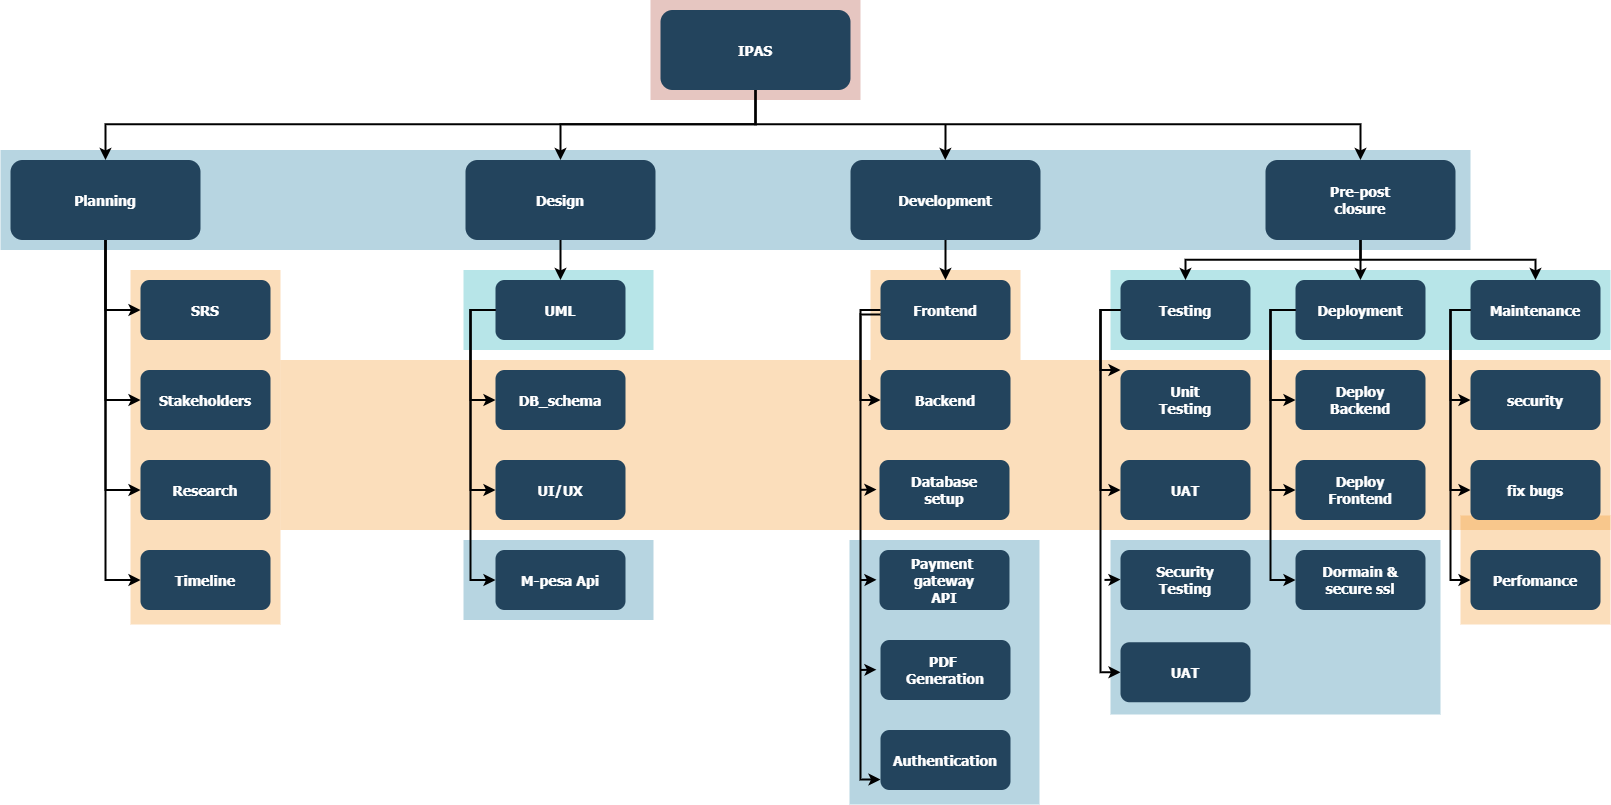 IPAS
Planning
Design
Development
Pre-post
closure
SRS
UML
Frontend
Testing
Deployment
Maintenance
Stakeholders
DB_schema
Backend
Unit
Testing
Deploy
Backend
security
Research
UI/UX
Database
setup
UAT
Deploy
Frontend
fix bugs
Timeline
M-pesa Api
Payment
gateway
API
Security
Testing
Dormain &
secure ssl
Perfomance
PDF
Generation
UAT
Authentication